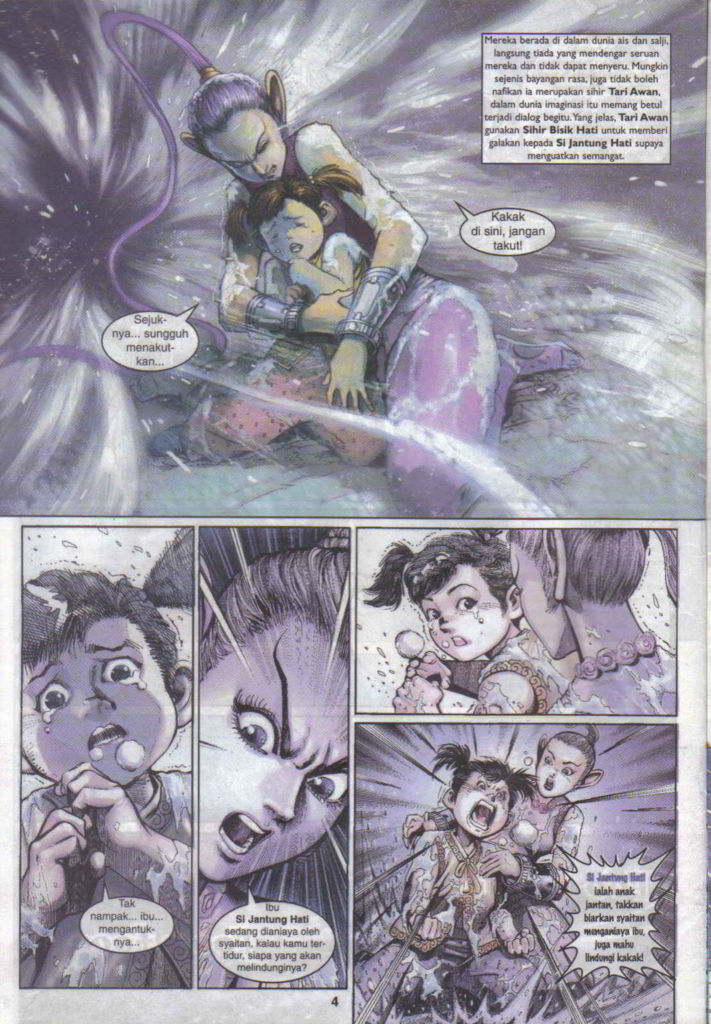 Mereka berada di dalam dunia ais dan salji,
langsung tiada yang mendengar seruan
mereka dan tidak dapat menyeru. Mungkin
sejenis bayangan rasa, juga tidak boleh
nafikan ia merupakan sihir Tari Awan,
dalam dunia imaginasi itu memang betul
terjadi dialog begitu. Yang jelas, Tari Awan
gunakan Sihir Bisik Hati untuk memberi
galakan kepada Si Jantung Hati supaya
menguatkan semangat.
Kakak
di sini, jangan
takut!
Sejuk-
nya... sungguh
menakut-
kan...
Tak
nampak... ibu...
mengantuk-
nya...
Ibu
Si Jantung Hati
sedang dianiaya oleh
syaitan, kalau kamu ter-
tidur, siapa yang akan
melindunginya?
Si Jantung Hati
ialah anak
jantan, takkan
biarkan syaitan
menganiaya ibu,
juga mahu
lindungi kakak!
4